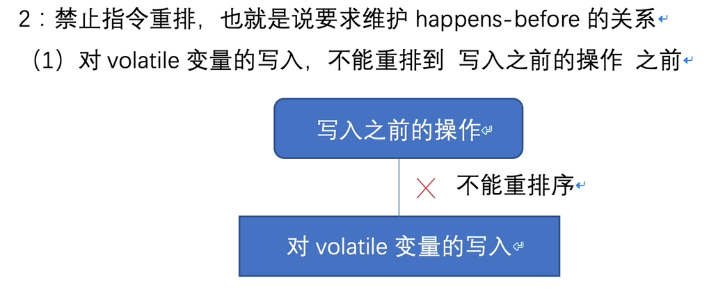 2：禁止指令重排，也就是说要求维护 happens-before 的关系
（1）对 volatile 变量的写入，不能重排到 写入之前的操作 之前
写入之前的操作
不能重排序
对 volatile 变量的写入